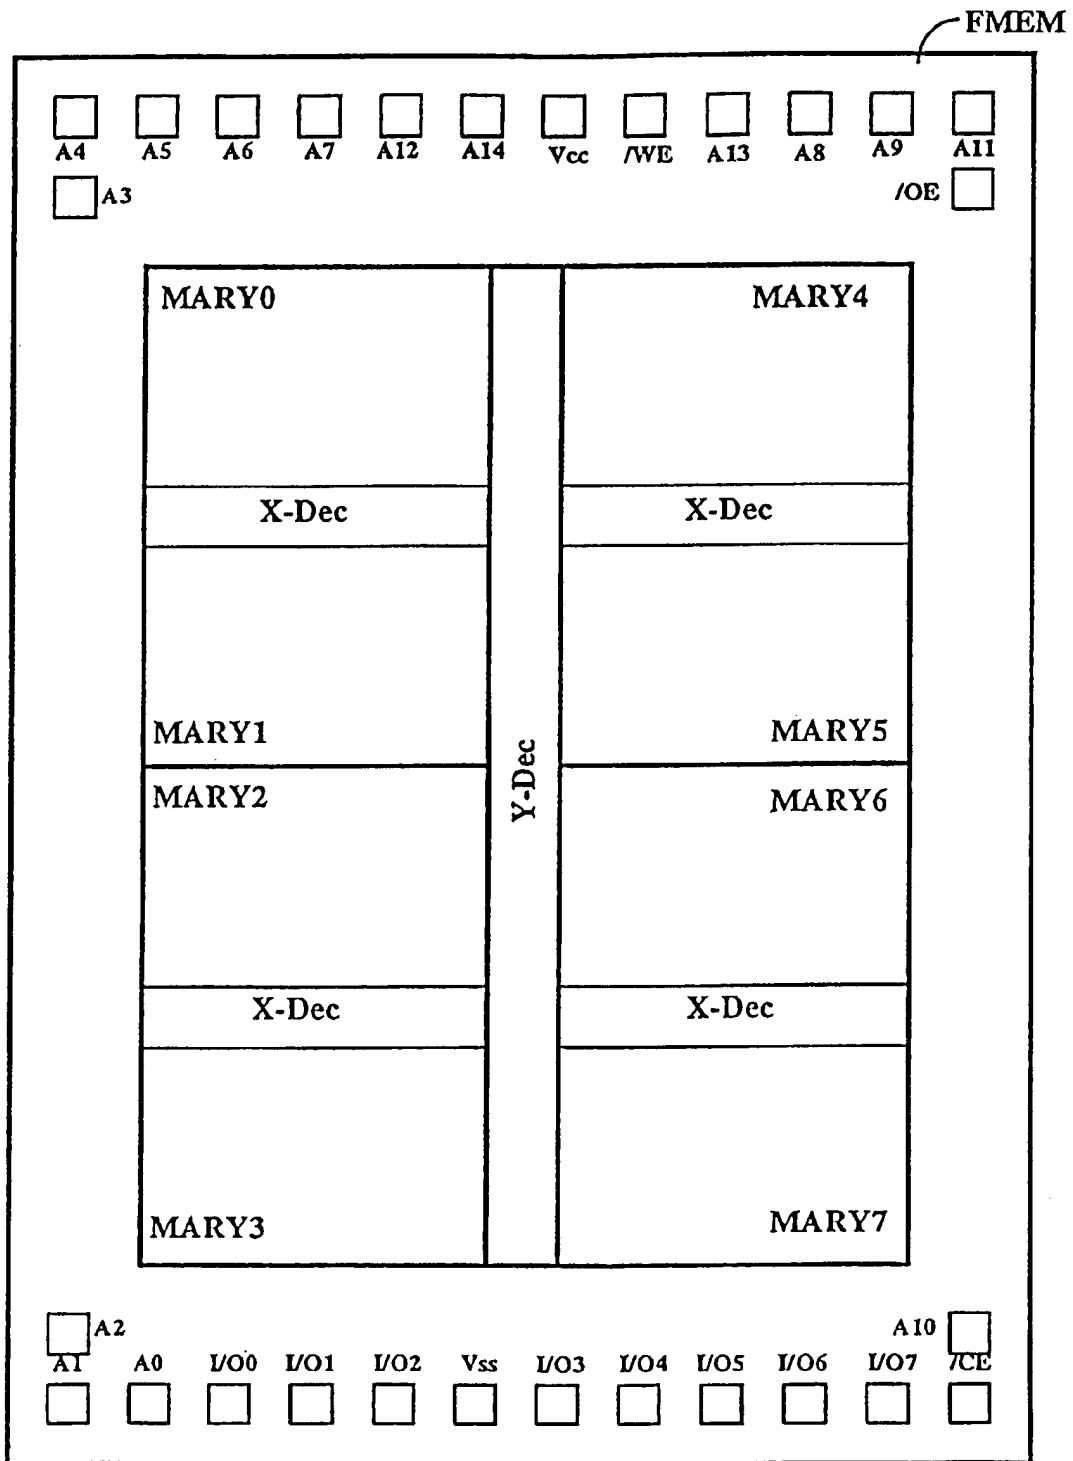 FMEM
A4 A5 A6 A7 A12 A14 Vcc /WE A13 A8 A9 A11
A3 /OE
MARY0 MARY4
X-Dec X-Dec
MARY1 MARY5
Y-Dec
MARY2 MARY6
X-Dec X-Dec
MARY3 MARY7
A2 A10
A1 A0 I/O0 I/O1 I/O2 Vss I/O3 I/O4 I/O5 I/O6 I/O7 /CE